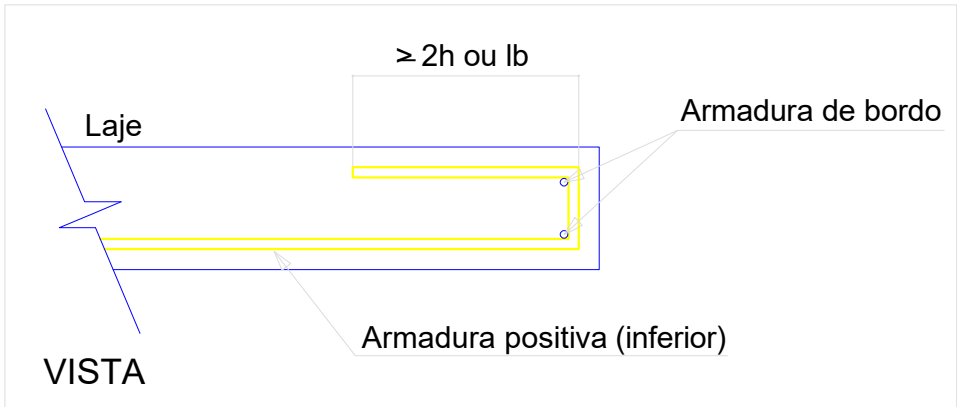 ≥ 2h ou lb
Armadura de bordo
Laje
Armadura positiva (inferior)
VISTA